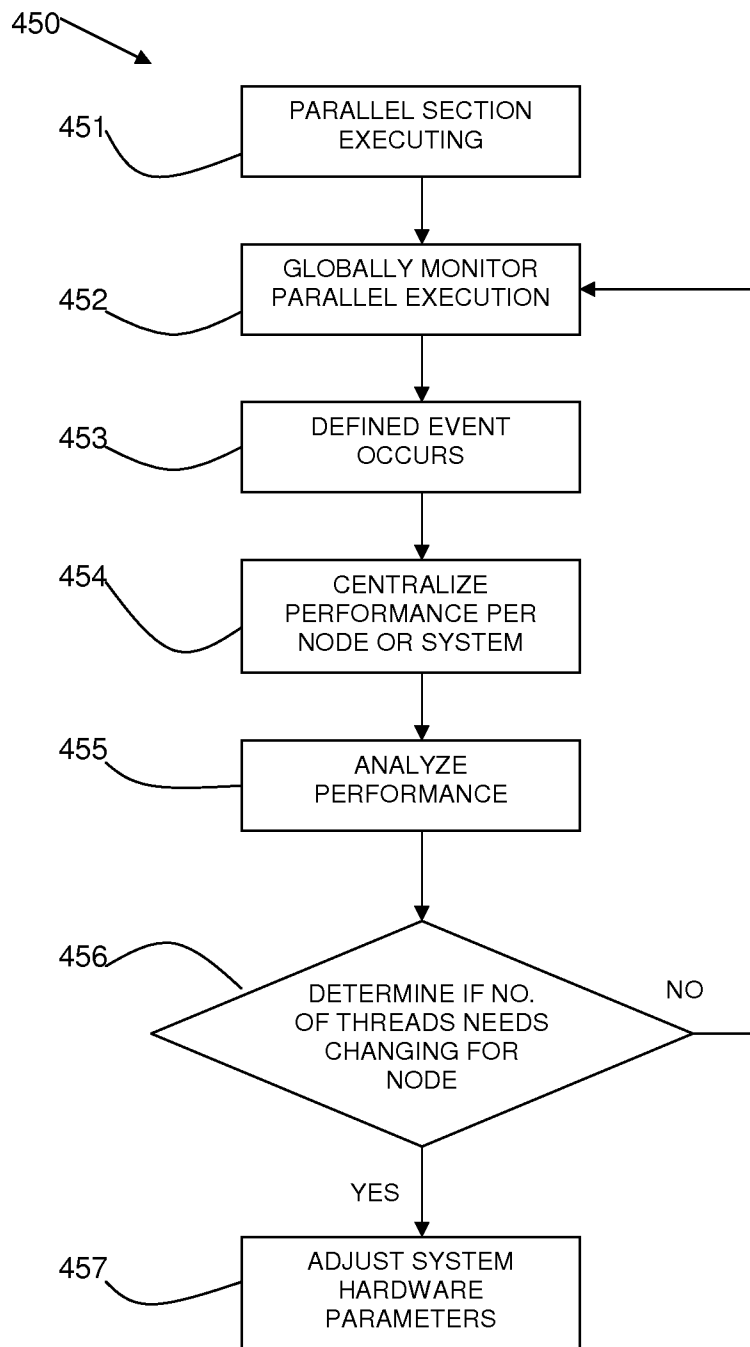 450
451
PARALLEL SECTION
EXECUTING
452
GLOBALLY MONITOR
PARALLEL EXECUTION
453
DEFINED EVENT
OCCURS
454
CENTRALIZE
PERFORMANCE PER
NODE OR SYSTEM
455
ANALYZE
PERFORMANCE
456
DETERMINE IF NO.
OF THREADS NEEDS
CHANGING FOR
NODE
NO
YES
457
ADJUST SYSTEM
HARDWARE
PARAMETERS